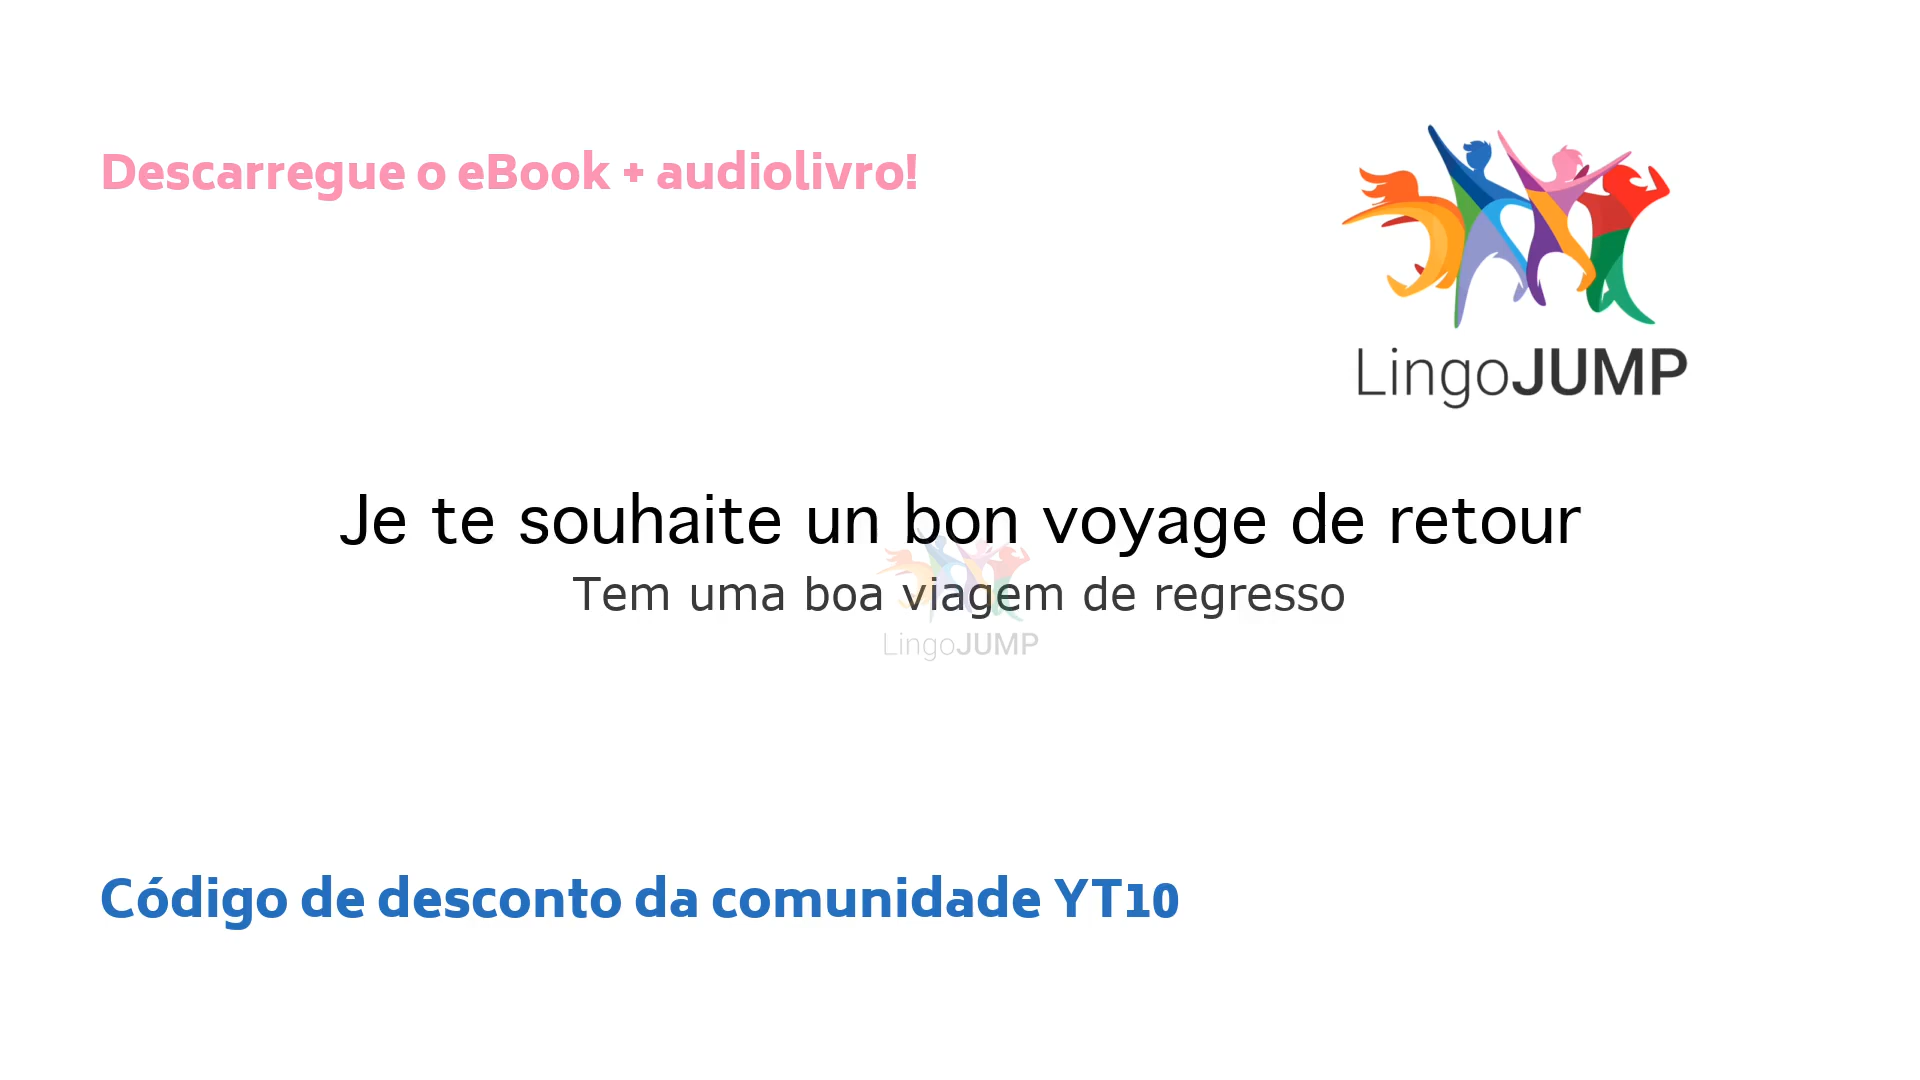 Descarregue o eBook + audiolivro!
LingoJUMP
Je te souhaite un bon voyage de retour
Tem uma boa viagem de regresso
LingoJUMP
Código de desconto da comunidade YT10